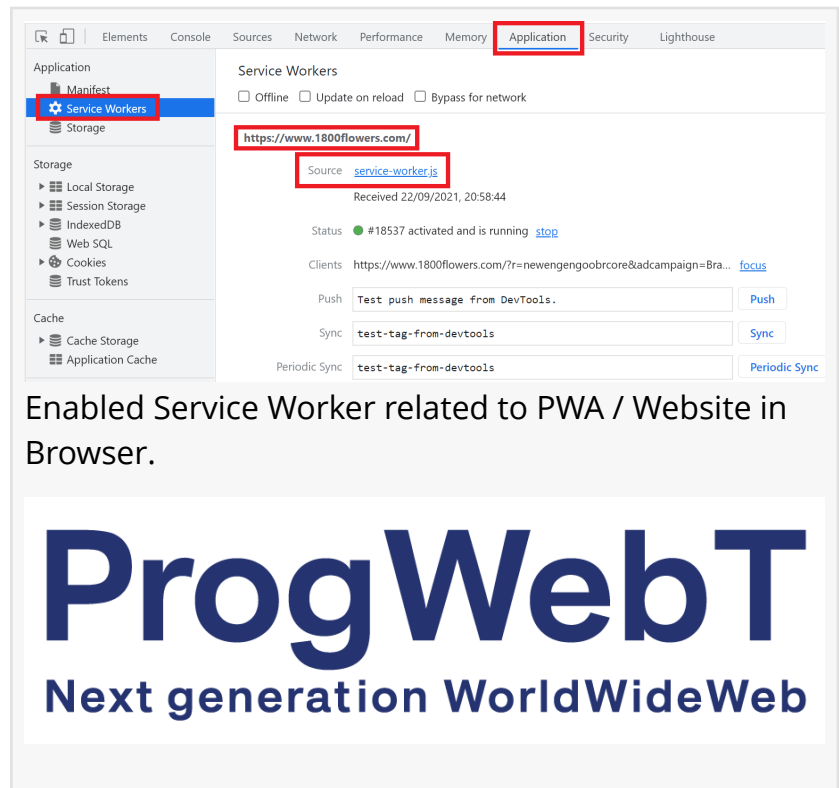 Elements Console Sources Network Performance Memory Application Security Lighthouse
Application
Manifest
Service Workers
Storage
Storage
Local Storage
Session Storage
IndexedDB
Web SQL
Cookies
Trust Tokens
Cache
Cache Storage
Application Cache
Service Workers
Offline Update on reload Bypass for network
https://www.1800flowers.com/
Source service-worker.js
Received 22/09/2021, 20:58:44
Status #18537 activated and is running stop
Clients https://www.1800flowers.com/?r=newengengoobrcore&adcampaign=Bra... focus
Push Test push message from DevTools. Push
Sync test-tag-from-devtools Sync
Periodic Sync test-tag-from-devtools Periodic Sync
Enabled Service Worker related to PWA / Website in
Browser.
ProgWebT
Next generation WorldWideWeb